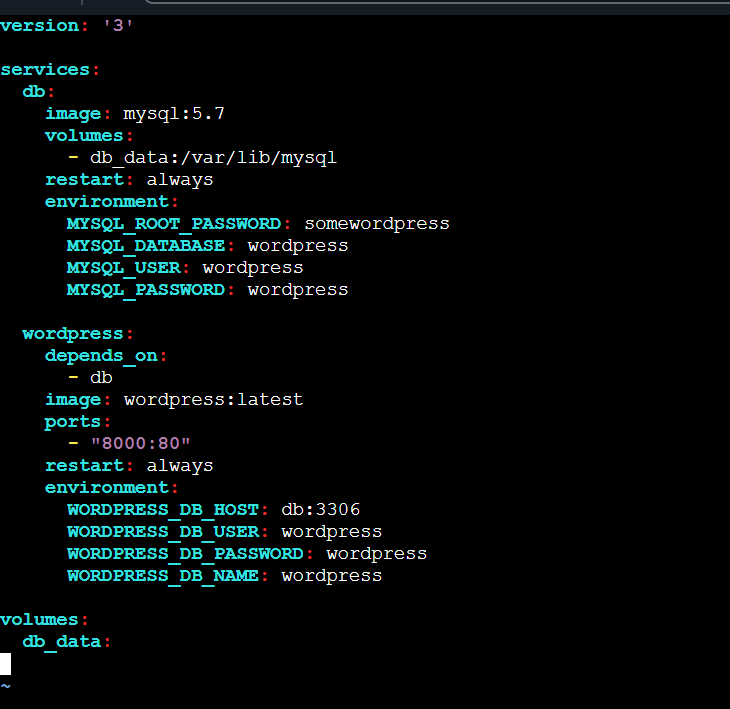 version: '3'

services:
  db:
    image: mysql:5.7
    volumes:
      - db_data:/var/lib/mysql
    restart: always
    environment:
      MYSQL_ROOT_PASSWORD: somewordpress
      MYSQL_DATABASE: wordpress
      MYSQL_USER: wordpress
      MYSQL_PASSWORD: wordpress

  wordpress:
    depends_on:
      - db
    image: wordpress:latest
    ports:
      - "8000:80"
    restart: always
    environment:
      WORDPRESS_DB_HOST: db:3306
      WORDPRESS_DB_USER: wordpress
      WORDPRESS_DB_PASSWORD: wordpress
      WORDPRESS_DB_NAME: wordpress

volumes:
  db_data:

~